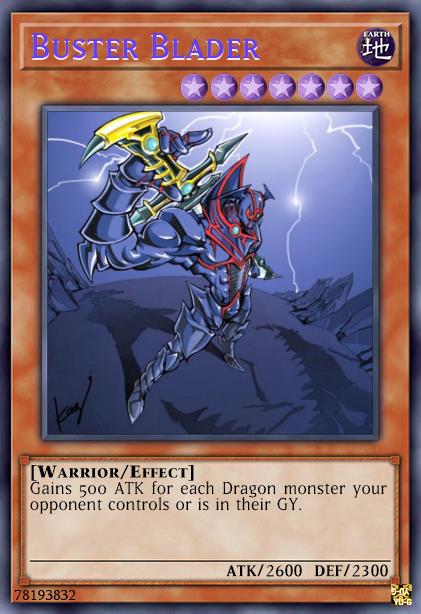 BUSTER BLADER
EARTH
地
[WARRIOR/EFFECT]
Gains 500 ATK for each Dragon monster your
opponent controls or is in their GY.
ATK/2600 DEF/2300
78193832